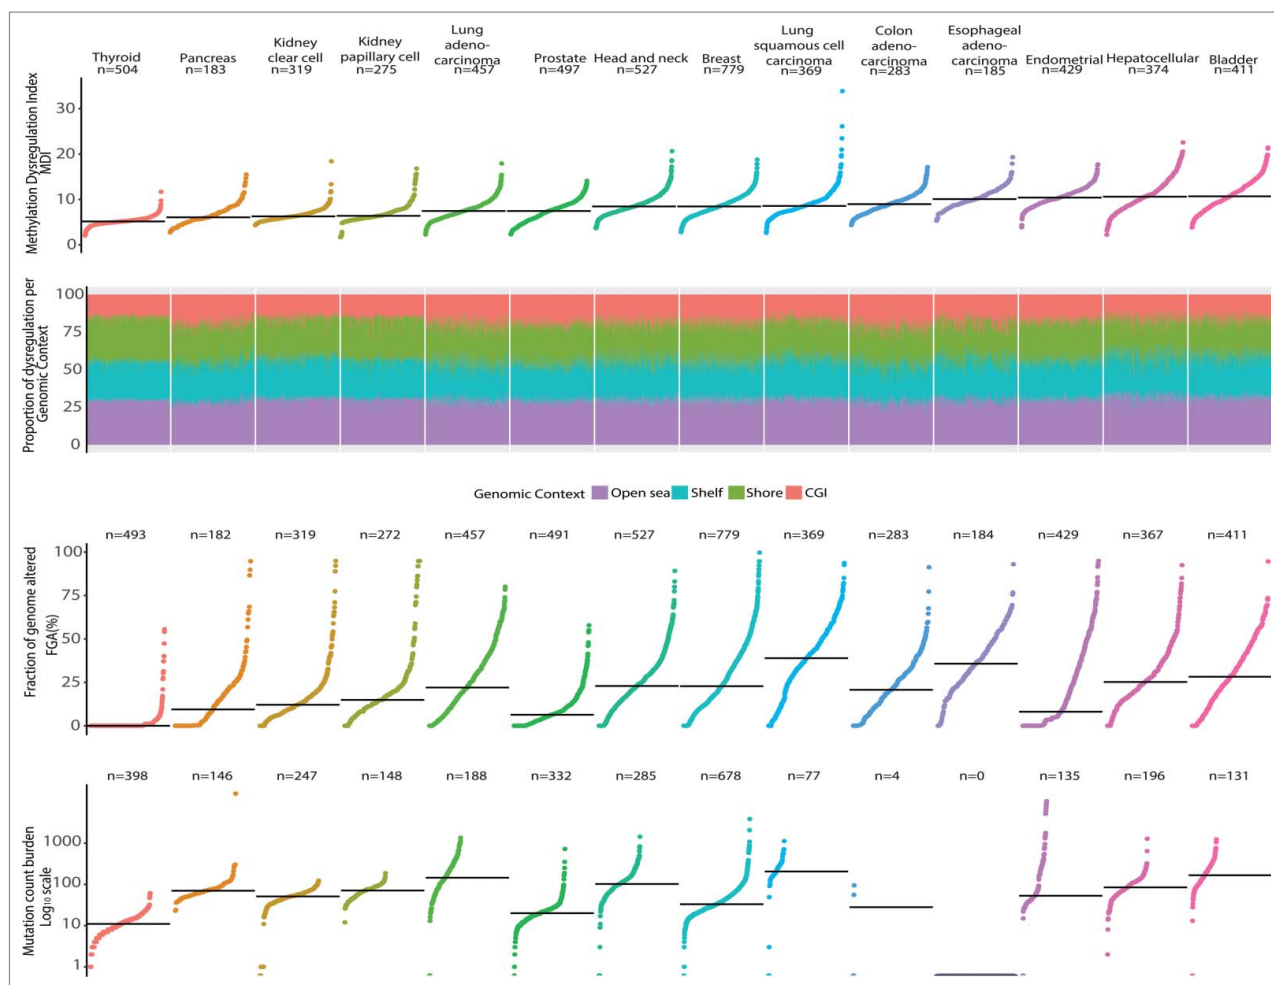 Thyroid
n=504
Pancreas
n=183
Kidney
clear cell
n=319
Kidney
papillary cell
n=275
Lung
adeno-
carcinoma
n=457
Prostate
n=497
Head and neck
n=527
Breast
n=779
Lung
squamous cell
carcinoma
n=369
Colon
adeno-
carcinoma
n=283
Esophageal
adeno-
carcinoma
n=185
Endometrial
n=429
Hepatocellular
n=374
Bladder
n=411
Methylation Dysregulation Index
MDI
30
20
10
0
Proportion of dysregulation per
Genomic Context
100
75
50
25
0
Genomic Context Open sea Shelf Shore CGI
n=493 n=182 n=319 n=272 n=457 n=491 n=527 n=779 n=369 n=283 n=184 n=429 n=367 n=411
Fraction of genome altered
FGA(%)
100
75
50
25
0
n=398 n=146 n=247 n=148 n=188 n=332 n=285 n=678 n=77 n=4 n=0 n=135 n=196 n=131
Mutation count burden
Log₁₀ scale
1000
100
10
1